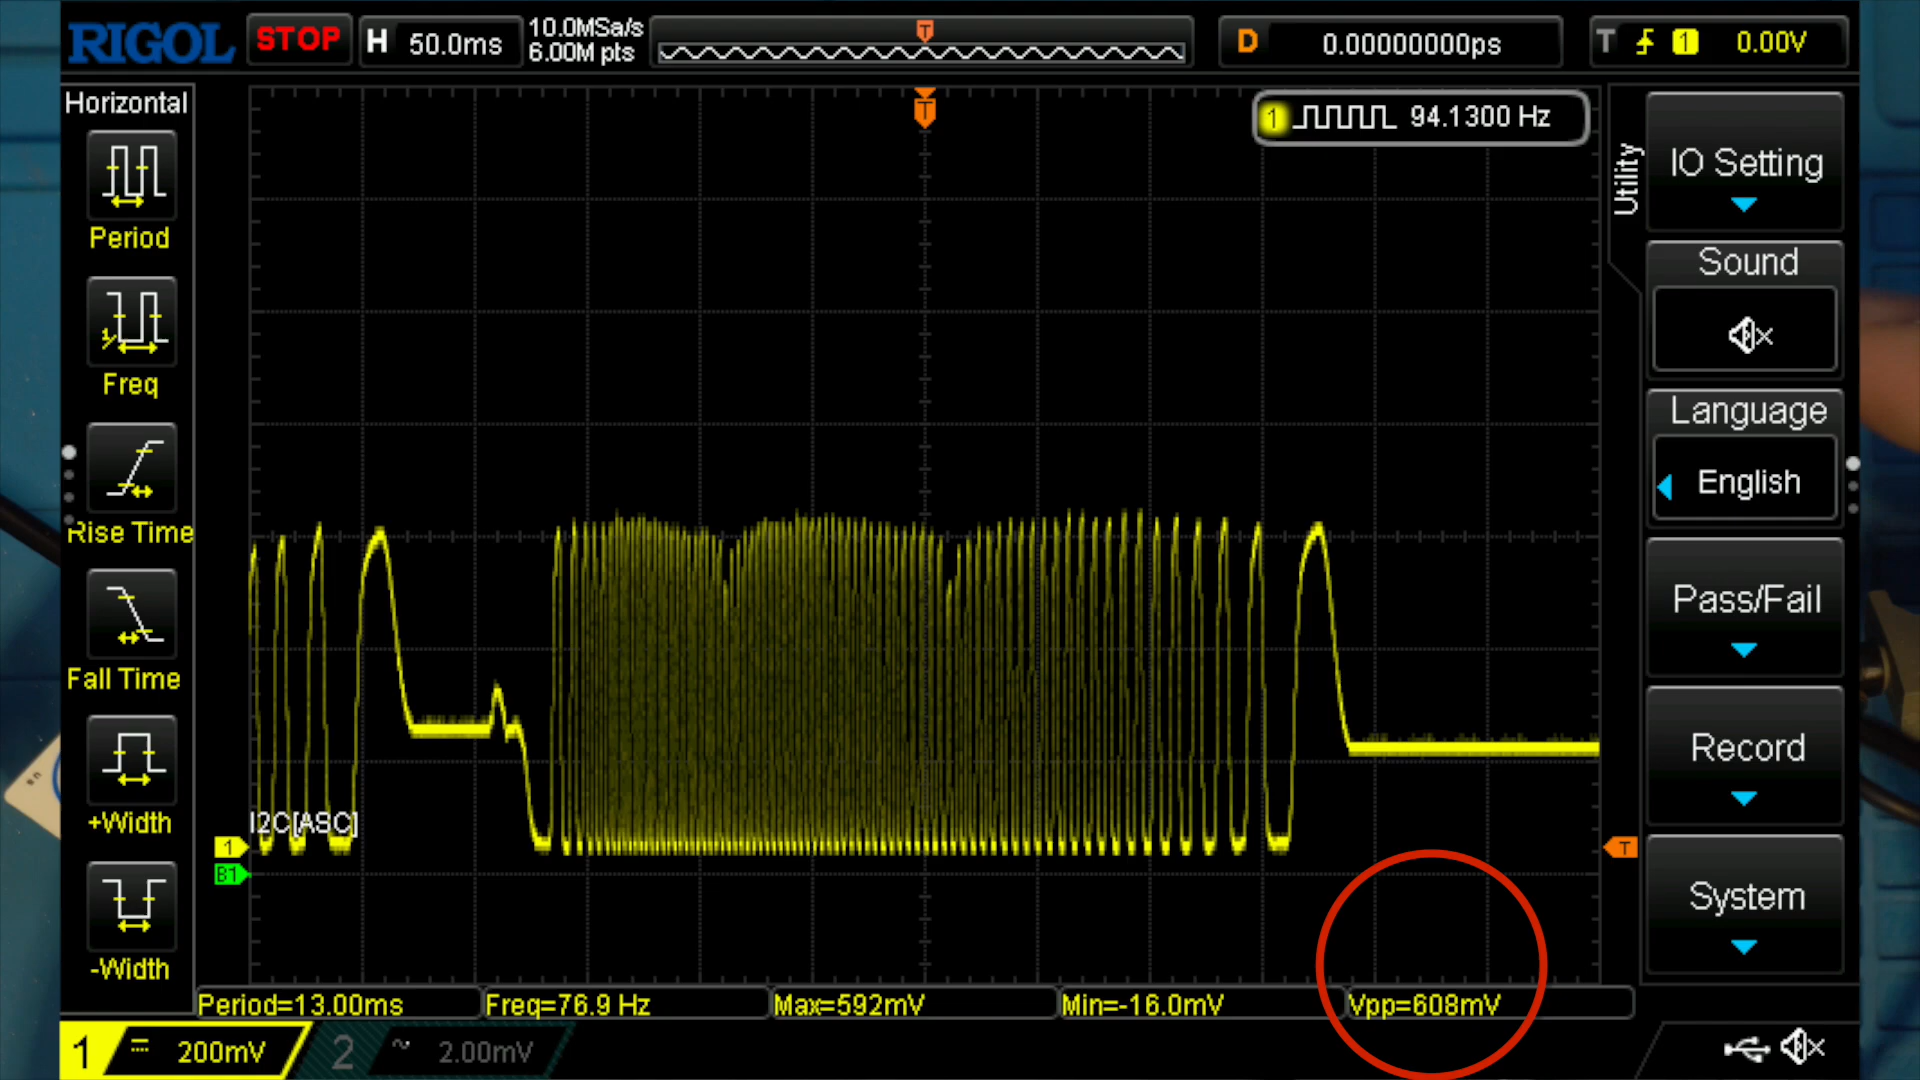 RIGOL STOP H 50.0ms 10.0MSa/s D 0.00000000ps T 1 0.00V
6.00M pts
T
Horizontal
T
1 94.1300 Hz
Period
Freq
1/
Rise Time
Fall Time
+Width
-Width
I2C[ASC]
1
B1
T
Utility
IO Setting
Sound
Language
English
Pass/Fail
Record
System
Period=13.00ms Freq=76.9 Hz Max=592mV Min=-16.0mV Vpp=608mV
1 200mV 2 2.00mV